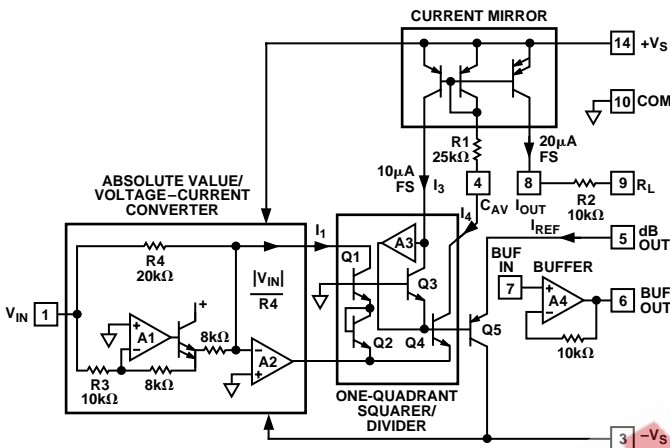 CURRENT MIRROR
14 +VS
10 COM
R1
25kΩ
10μA
FS
I3
20μA
FS
4
CAV
8
IOUT
R2
10kΩ
9 RL
ABSOLUTE VALUE/
VOLTAGE–CURRENT
CONVERTER
I1
I4
IREF
5 dB
OUT
R4
20kΩ
|VIN|
R4
A3
Q1
Q3
Q2
Q4
Q5
BUF
IN
7
BUFFER
A4
10kΩ
6 BUF
OUT
VIN 1
+
A1
8kΩ
A2
R3
10kΩ
8kΩ
ONE-QUADRANT
SQUARER/
DIVIDER
3 –VS